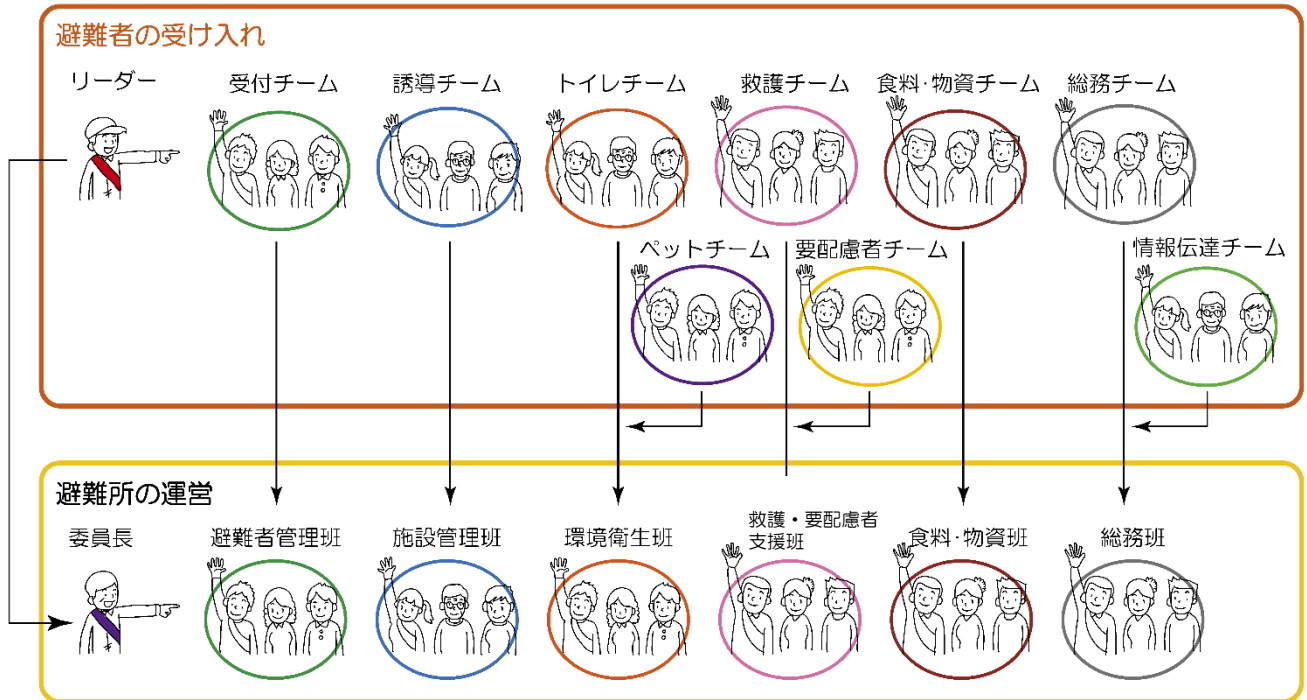 避難者の受け入れ
リーダー
受付チーム
誘導チーム
トイレチーム
救護チーム
食料・物資チーム
総務チーム
ペットチーム
要配慮者チーム
情報伝達チーム
避難所の運営
委員長
避難者管理班
施設管理班
環境衛生班
救護・要配慮者
支援班
食料・物資班
総務班